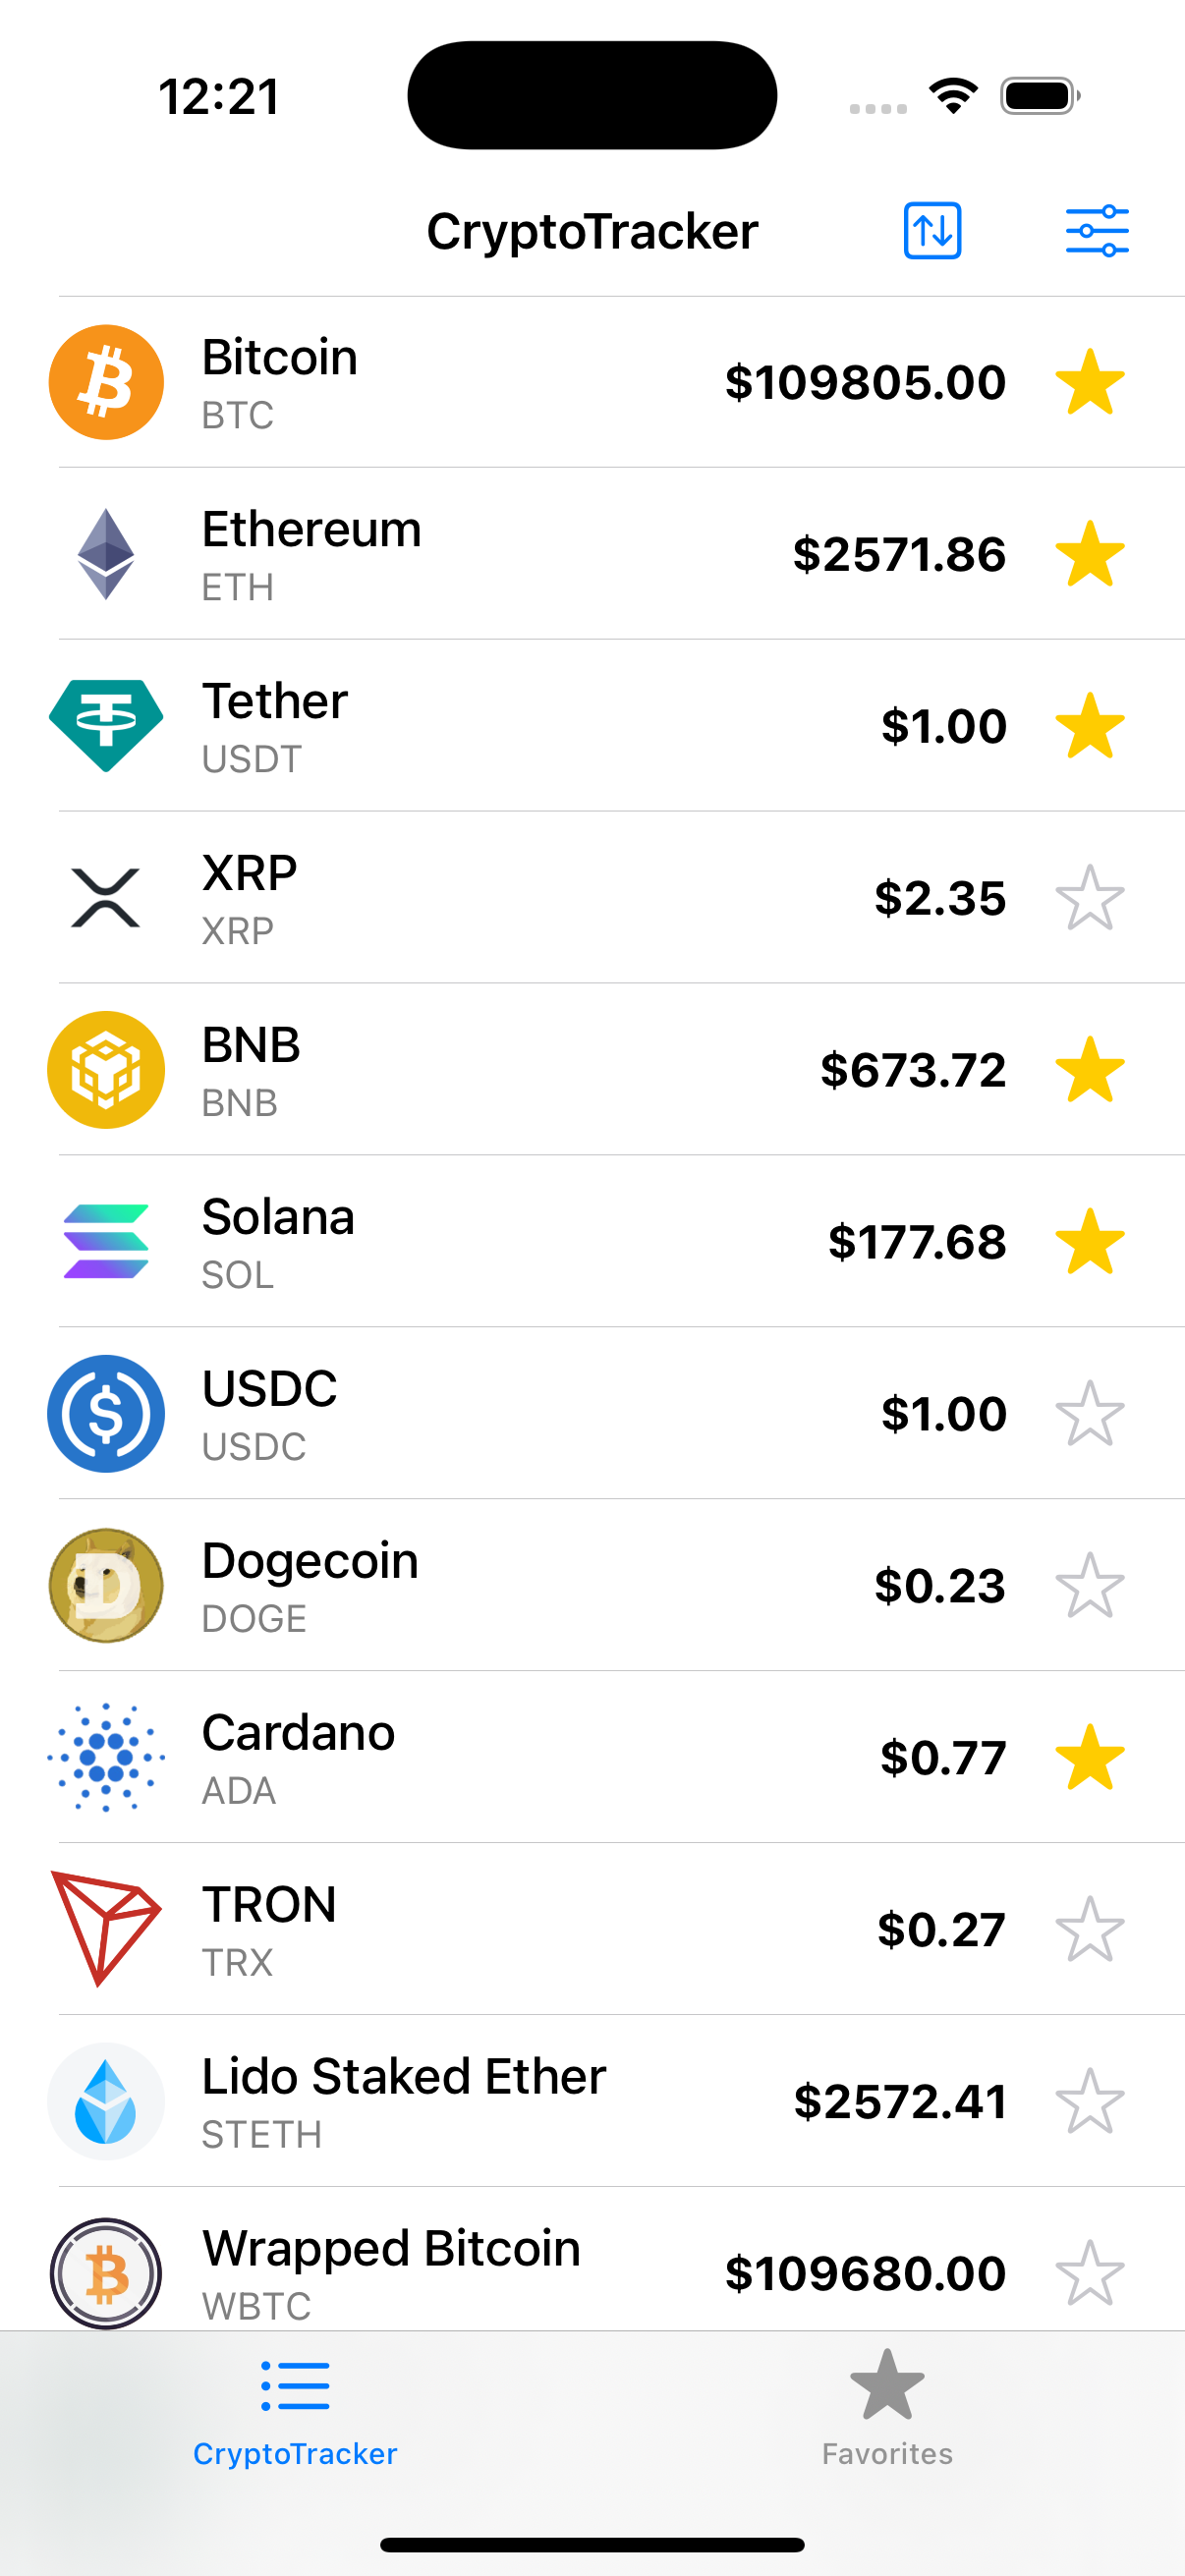 12:21
CryptoTracker
Bitcoin
BTC
$109805.00
Ethereum
ETH
$2571.86
Tether
USDT
$1.00
XRP
XRP
$2.35
BNB
BNB
$673.72
Solana
SOL
$177.68
USDC
USDC
$1.00
Dogecoin
DOGE
$0.23
Cardano
ADA
$0.77
TRON
TRX
$0.27
Lido Staked Ether
STETH
$2572.41
Wrapped Bitcoin
WBTC
$109680.00
CryptoTracker
Favorites